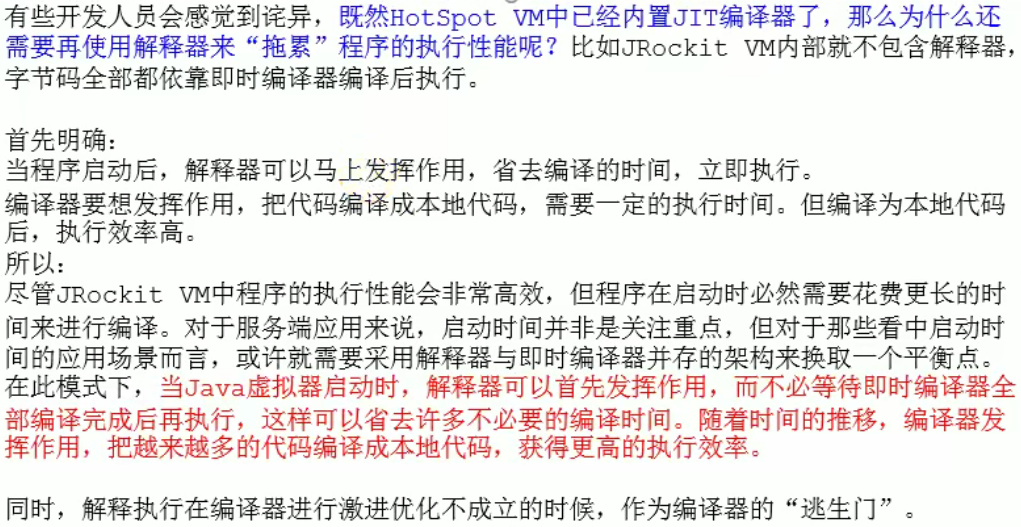 有些开发人员会感觉到诧异，既然HotSpot VM中已经内置JIT编译器了，那么为什么还
需要再使用解释器来“拖累”程序的执行性能呢？比如JRockit VM内部就不包含解释器，
字节码全部都依靠即时编译器编译后执行。
首先明确：
当程序启动后，解释器可以马上发挥作用，省去编译的时间，立即执行。
编译器要想发挥作用，把代码编译成本地代码，需要一定的执行时间。但编译为本地代码
后，执行效率高。
所以：
尽管JRockit VM中程序的执行性能会非常高效，但程序在启动时必然需要花费更长的时
间来进行编译。对于服务端应用来说，启动时间并非是关注重点，但对于那些看中启动时
间的应用场景而言，或许就需要采用解释器与即时编译器并存的架构来换取一个平衡点。
在此模式下，当Java虚拟器启动时，解释器可以首先发挥作用，而不必等待即时编译器全
部编译完成后再执行，这样可以省去许多不必要的编译时间。随着时间的推移，编译器发
挥作用，把越来越多的代码编译成本地代码，获得更高的执行效率。
同时，解释执行在编译器进行激进优化不成立的时候，作为编译器的“逃生门”。